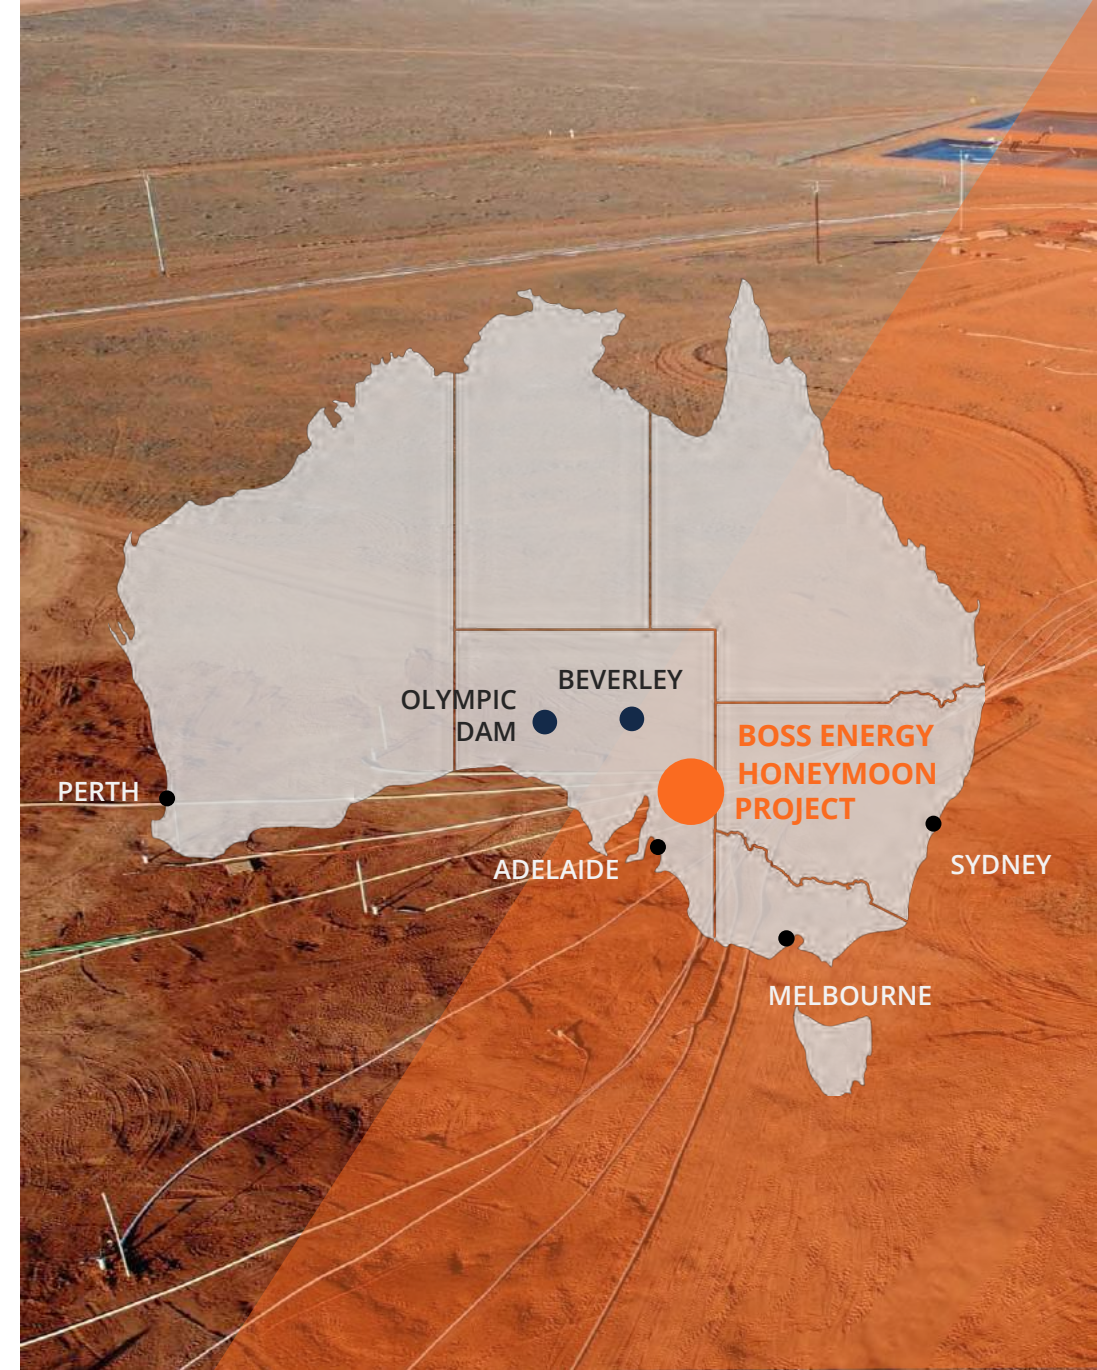 BEVERLEY
OLYMPIC
DAM
BOSS ENERGY
HONEYMOON
PROJECT
PERTH
ADELAIDE
SYDNEY
MELBOURNE